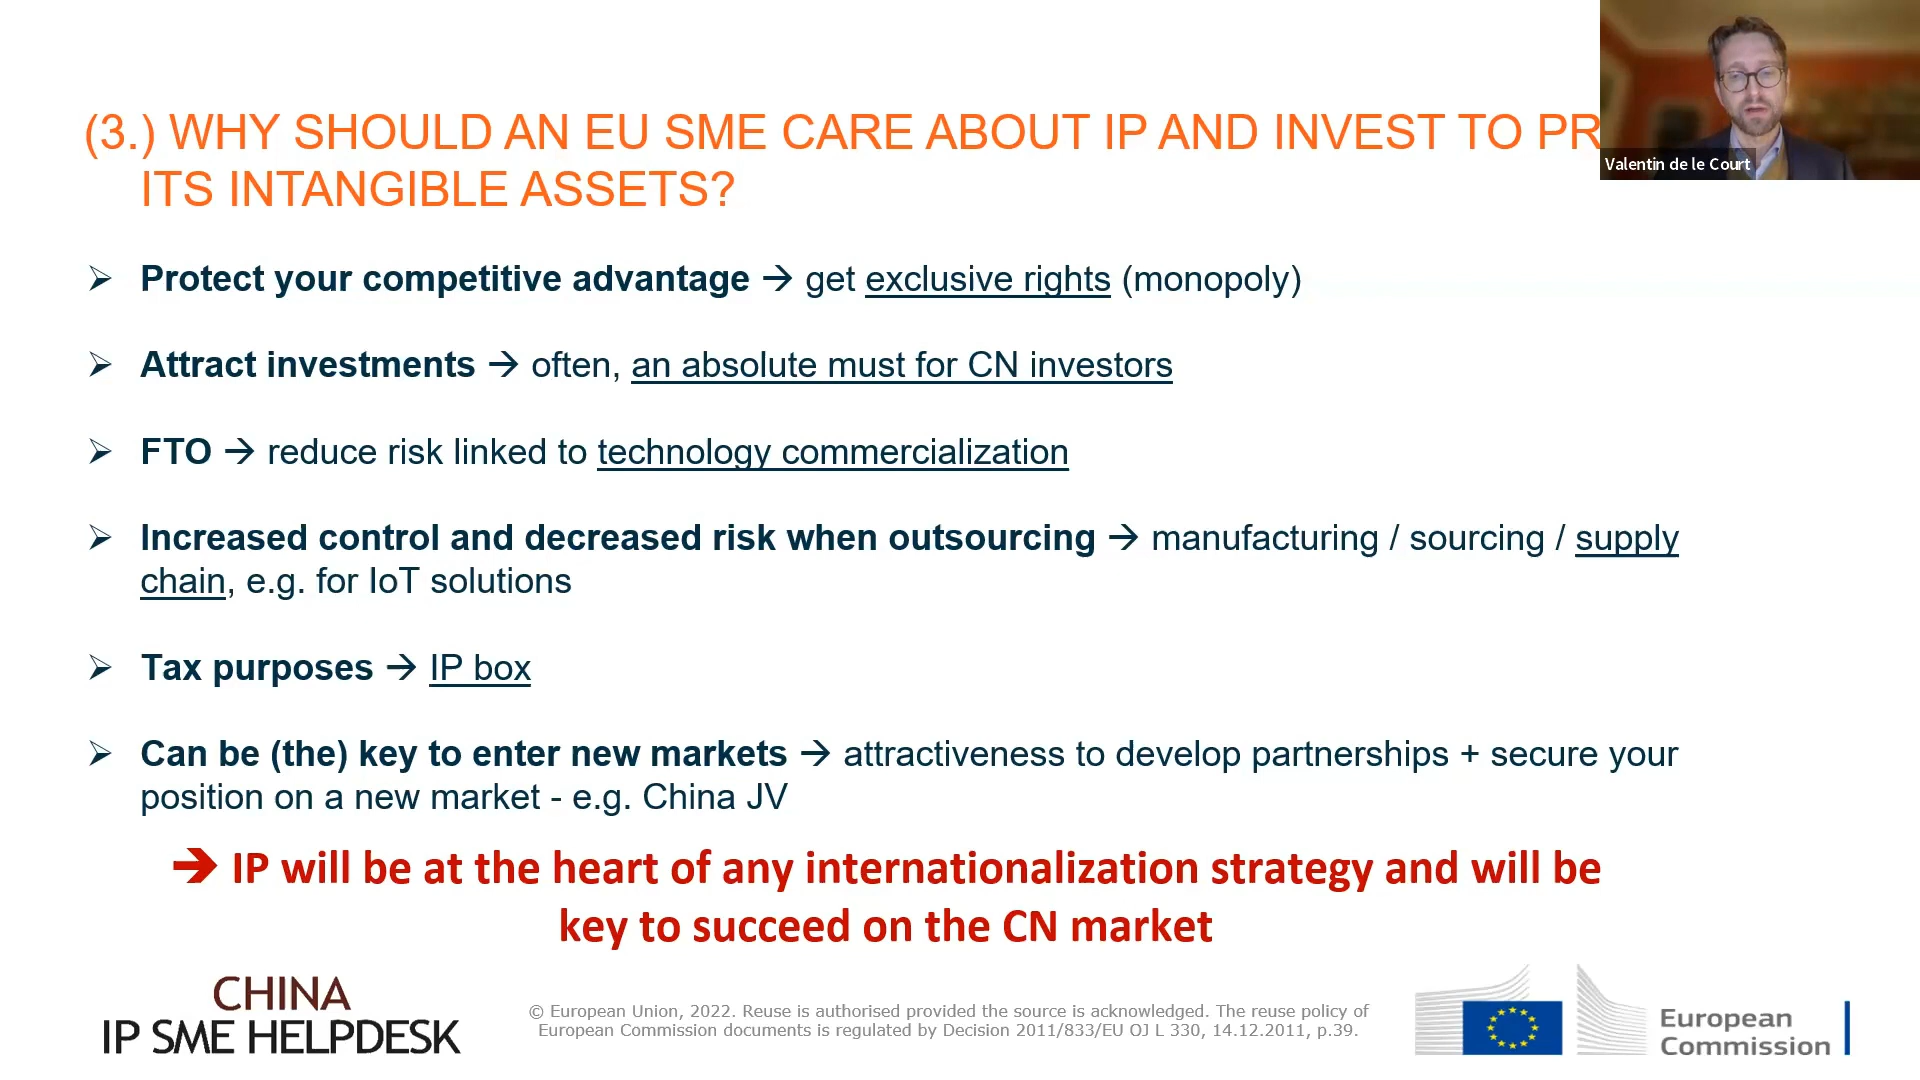 (3.) WHY SHOULD AN EU SME CARE ABOUT IP AND INVEST TO PR
ITS INTANGIBLE ASSETS?
Valentin de le Court
➢ Protect your competitive advantage → get exclusive rights (monopoly)
➢ Attract investments → often, an absolute must for CN investors
➢ FTO → reduce risk linked to technology commercialization
➢ Increased control and decreased risk when outsourcing → manufacturing / sourcing / supply
chain, e.g. for IoT solutions
➢ Tax purposes → IP box
➢ Can be (the) key to enter new markets → attractiveness to develop partnerships + secure your
position on a new market - e.g. China JV
➔ IP will be at the heart of any internationalization strategy and will be
key to succeed on the CN market
CHINA
IP SME HELPDESK
© European Union, 2022. Reuse is authorised provided the source is acknowledged. The reuse policy of
European Commission documents is regulated by Decision 2011/833/EU OJ L 330, 14.12.2011, p.39.
European
Commission